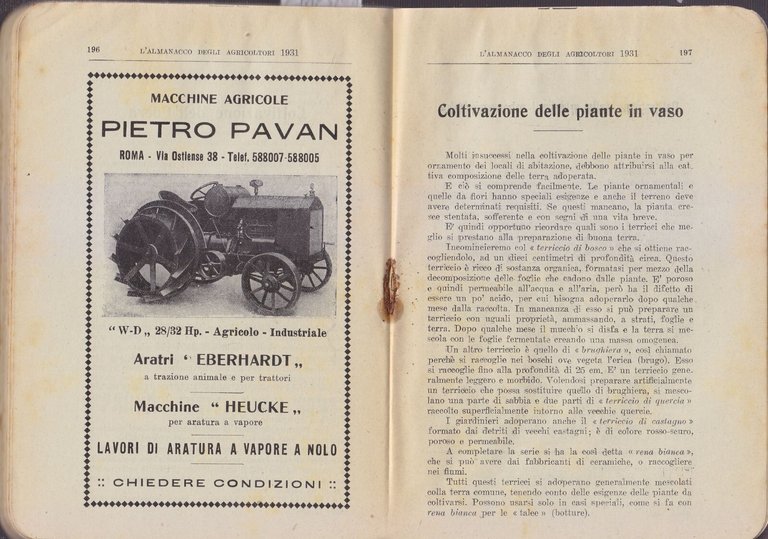 196
L'ALMANACCO DEGLI AGRICOLTORI 1931
MACCHINE AGRICOLE
PIETRO PAVAN
ROMA - Via Ostiense 38 - Telef. 588007-588005
“W-D„ 28/32 Hp. - Agricolo - Industriale
Aratri “ EBERHARDT„
a trazione animale e per trattori
Macchine “ HEUCKE„
per aratura a vapore
LAVORI DI ARATURA A VAPORE A NOLO
:: CHIEDERE CONDIZIONI ::
L'ALMANACCO DEGLI AGRICOLTORI 1931
197
Coltivazione delle piante in vaso
Molti insuccessi nella coltivazione delle piante in vaso per
ornamento dei locali di abitazione, debbono attribuirsi alla cat
tiva composizione delle terra adoperata.
E c'è si comprende facilmente. Le piante ornamentali e
quelle da fiori hanno speciali esigenze e anche il terreno deve
avere determinati requisiti. Se questi mancano, la pianta cre-
sce stentata, sofferente e con segni di una vita breve.
E' quindi opportuno ricordare quali sono i terricci che me-
glio si prestano alla preparazione di buona terra.
Incomincieremo col « terriccio di bosco » che si ottiene rac-
cogliendolo, ad un dieci centimetri di profondità circa. Questo
terriccio è ricco di sostanza organica, formatasi per mezzo della
decomposizione delle foglie che cadono dalle piante. E' poroso
e quindi permeabile all'acqua e all'aria, però ha il difetto di
essere un po' acido, per cui bisogna adoperarlo dopo qualche
mese dalla raccolta. In mancanza di esso si può preparare un
terriccio con uguali proprietà, ammassando, a strati, foglie e
terra. Dopo qualche mese il mucchio si disfa e la terra si me-
scola con le foglie fermentate creando una massa omogenea.
Un altro terriccio è quello di « brughiera », così chiamato
perchè si raccoglie nei boschi ove vegeta l'erica (brugo). Esso
si raccoglie fino alla profondità di 25 cm. E' un terriccio gene-
ralmente leggero e morbido. Volendosi preparare artificialmente
un terriccio che possa sostituire quello di braghiera, si mesco-
lano una parte di sabbia e due parti di « terriccio di quercia »
raccolto superficialmente intorno alle vecchie quercie.
I giardinieri adoperano anche il « terriccio di castagno »
formato dai detriti di vecchi castagni; è di colore rosso-scuro,
poroso e permeabile.
A completare la serie si ha la così detta « rena bianca »,
che si può avere dai fabbricanti di ceramiche, o raccogliere
nei fiumi.
Tutti questi terricci si adoperano generalmente mescolati
colla terra comune, tenendo conto delle esigenze delle piante da
coltivarsi. Possono usarsi solo in casi speciali, come si fa con
rena bianca per le « talee » (botture).